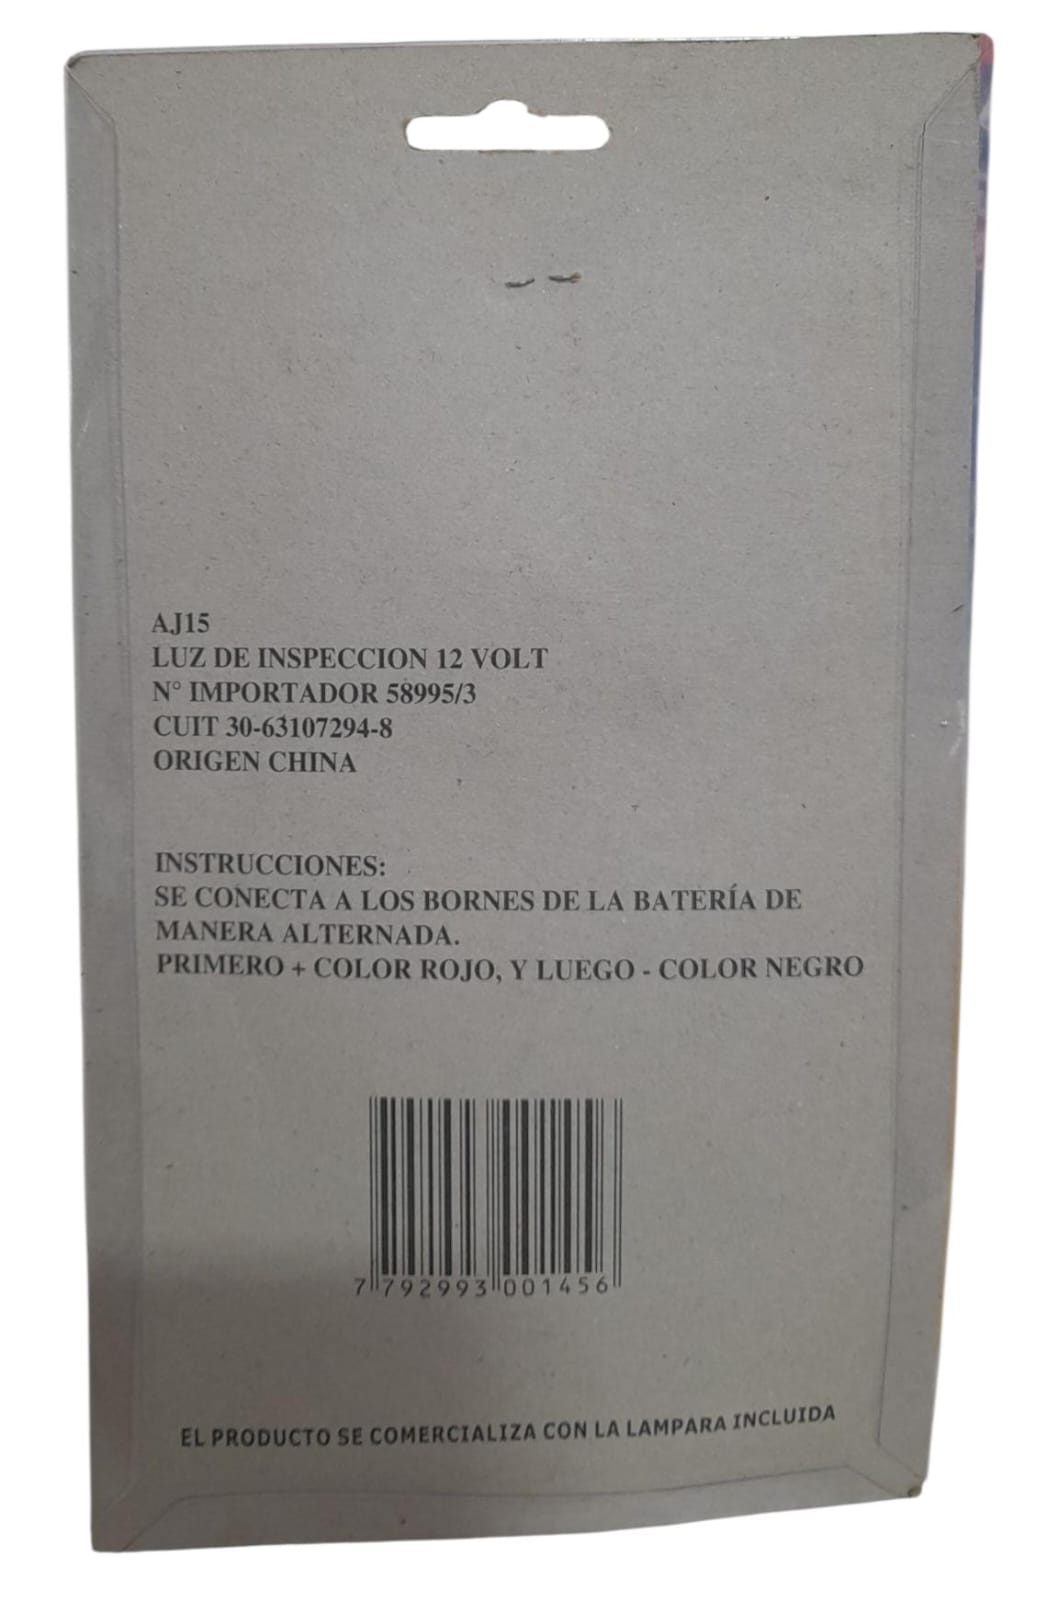 AJ15
LUZ DE INSPECCION 12 VOLT
N° IMPORTADOR 58995/3
CUIT 30-63107294-8
ORIGEN CHINA
INSTRUCCIONES:
SE CONECTA A LOS BORNES DE LA BATERÍA DE
MANERA ALTERNADA.
PRIMERO + COLOR ROJO, Y LUEGO - COLOR NEGRO
7 792993 001456
EL PRODUCTO SE COMERCIALIZA CON LA LAMPARA INCLUIDA